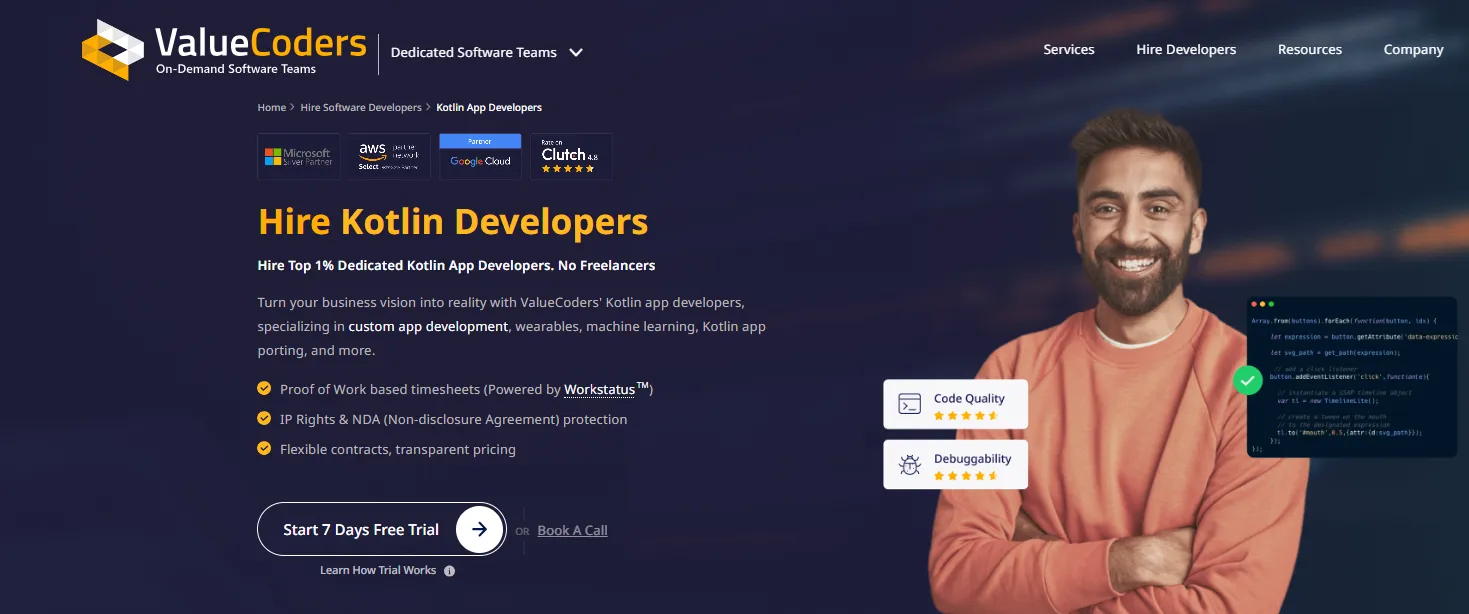 ValueCoders
On-Demand Software Teams
Dedicated Software Teams
Services
Hire Developers
Resources
Company
Home > Hire Software Developers > Kotlin App Developers
Microsoft
Silver Partner
aws partner
network
Select
Partner
Google Cloud
Clutch 4.8
Hire Kotlin Developers
Hire Top 1% Dedicated Kotlin App Developers. No Freelancers
Turn your business vision into reality with ValueCoders' Kotlin app developers,
specializing in custom app development, wearables, machine learning, Kotlin app
porting, and more.
Proof of Work based timesheets (Powered by Workstatus™)
IP Rights & NDA (Non-disclosure Agreement) protection
Flexible contracts, transparent pricing
Start 7 Days Free Trial
OR
Book A Call
Learn How Trial Works
Code Quality
Debuggability
Array.from(buttons).forEach(function(button, idx) {
let expression = button.getAttribute('data-expressio
let svg_path = get_path(expression);
// add a click listener
button.addEventListener('click',function(e){
// instantiate a GSAP timeline object
var tl = new TimelineLite();
// create a tween on the mouth
// to the designated expression
tl.to('#mouth',0.5,{attr:{d:svg_path}});
});
});